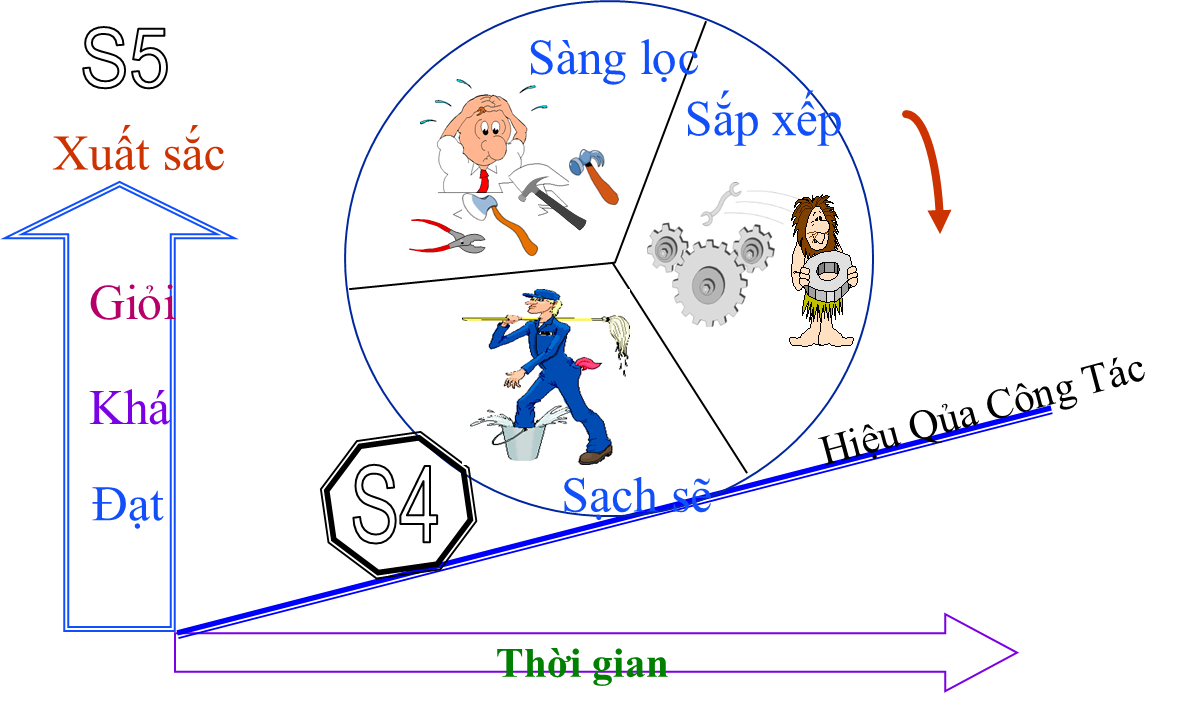 S5
Xuất sắc
Giỏi
Khá
Đạt
Sàng lọc
Sắp xếp
Sạch sẽ
S4
Hiệu Qủa Công Tác
Thời gian